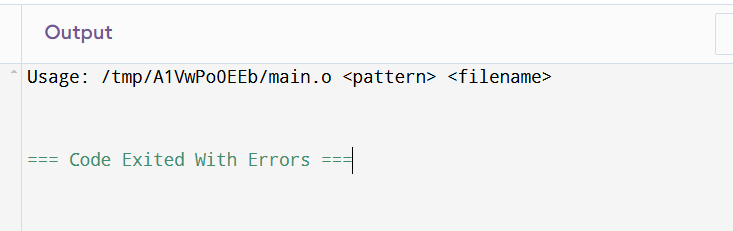 Output
Usage: /tmp/A1VwPo0EEb/main.o <pattern> <filename>
=== Code Exited With Errors ===